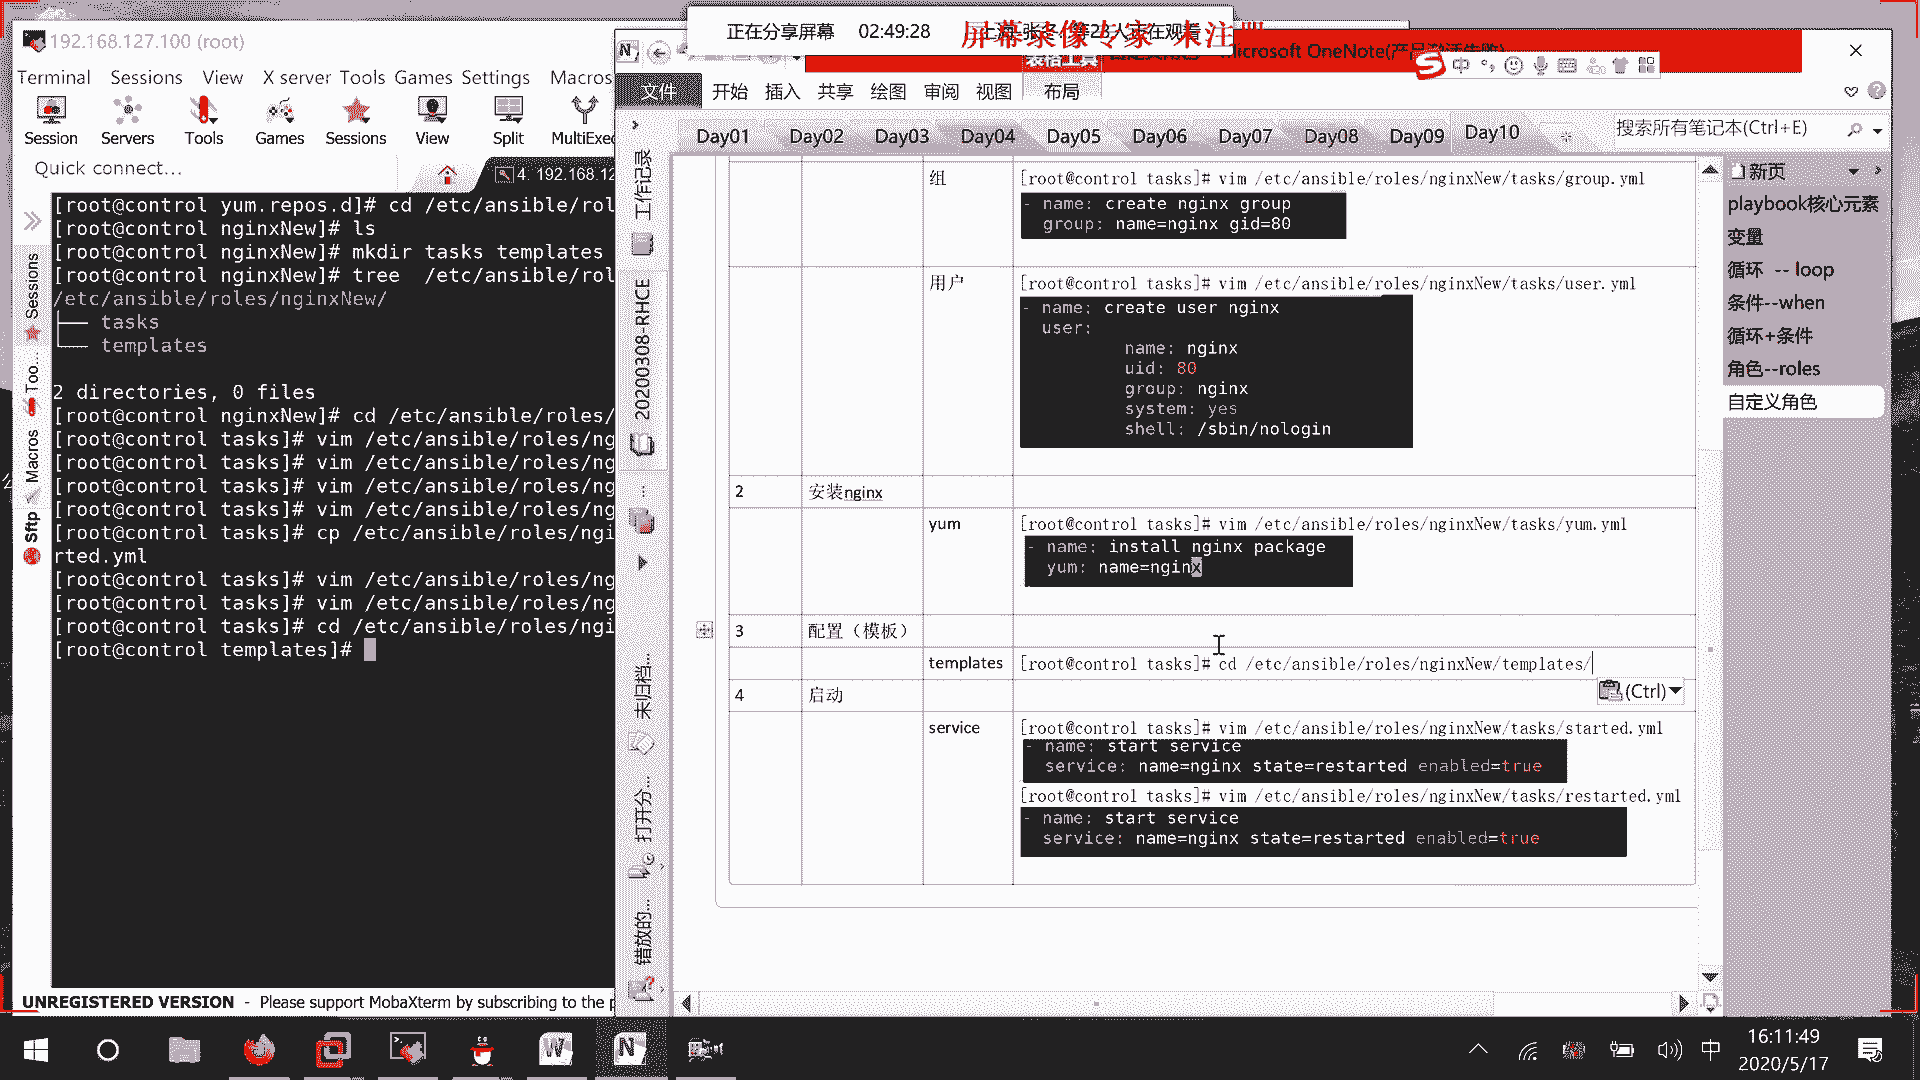 正在分享屏幕 02:49:28
屏幕录像专家 未注册
192.168.127.100 (root)
Terminal Sessions View X server Tools Games Settings Macros
Session Servers Tools Games Sessions View Split MultiExec
Quick connect...
4. 192.168.12
Sessions
Too...
Macros
Sftp
[root@control yum.repos.d]# cd /etc/ansible/rol
[root@control nginxNew]# ls
[root@control nginxNew]# mkdir tasks templates
[root@control nginxNew]# tree  /etc/ansible/rol
/etc/ansible/roles/nginxNew/
├── tasks
└── templates
2 directories, 0 files
[root@control nginxNew]# cd /etc/ansible/roles/
[root@control tasks]# vim /etc/ansible/roles/ng
[root@control tasks]# vim /etc/ansible/roles/ng
[root@control tasks]# vim /etc/ansible/roles/ng
[root@control tasks]# vim /etc/ansible/roles/ng
[root@control tasks]# cp /etc/ansible/roles/ngi
rted.yml
[root@control tasks]# vim /etc/ansible/roles/ng
[root@control tasks]# vim /etc/ansible/roles/ng
[root@control tasks]# cd /etc/ansible/roles/ngi
[root@control templates]#
UNREGISTERED VERSION - Please support MobaXterm by subscribing to the p
Microsoft OneNote(产品激活失败)
表格工具
文件 开始 插入 共享 绘图 审阅 视图 布局
中
Day01 Day02 Day03 Day04 Day05 Day06 Day07 Day08 Day09 Day10
搜索所有笔记本(Ctrl+E)
工作记录
20200308-RHCE
未归档...
打开分...
错放的...
组 [root@control tasks]# vim /etc/ansible/roles/nginxNew/tasks/group.yml
- name: create nginx group
group: name=nginx gid=80
用户 [root@control tasks]# vim /etc/ansible/roles/nginxNew/tasks/user.yml
- name: create user nginx
user:
name: nginx
uid: 80
group: nginx
system: yes
shell: /sbin/nologin
2 安装nginx
yum [root@control tasks]# vim /etc/ansible/roles/nginxNew/tasks/yum.yml
- name: install nginx package
yum: name=nginx
3 配置（模板）
templates [root@control tasks]# cd /etc/ansible/roles/nginxNew/templates/
(Ctrl)
4 启动
service [root@control tasks]# vim /etc/ansible/roles/nginxNew/tasks/started.yml
- name: start service
service: name=nginx state=restarted enabled=true
[root@control tasks]# vim /etc/ansible/roles/nginxNew/tasks/restarted.yml
- name: start service
service: name=nginx state=restarted enabled=true
新页
playbook核心元素
变量
循环 -- loop
条件--when
循环+条件
角色--roles
自定义角色
中
16:11:49
2020/5/17